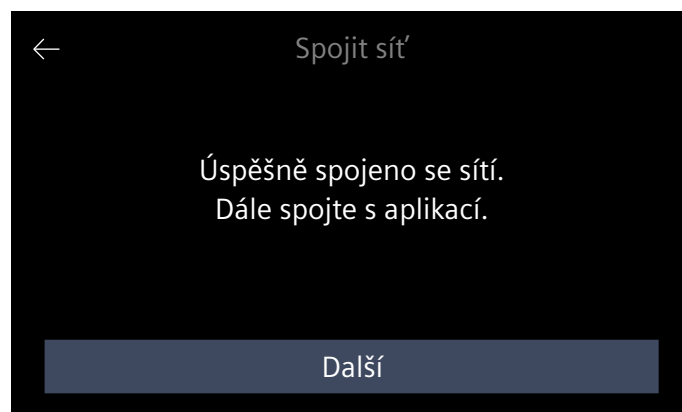 Spojit síť
Úspěšně spojeno se sítí.
Dále spojte s aplikací.
Další